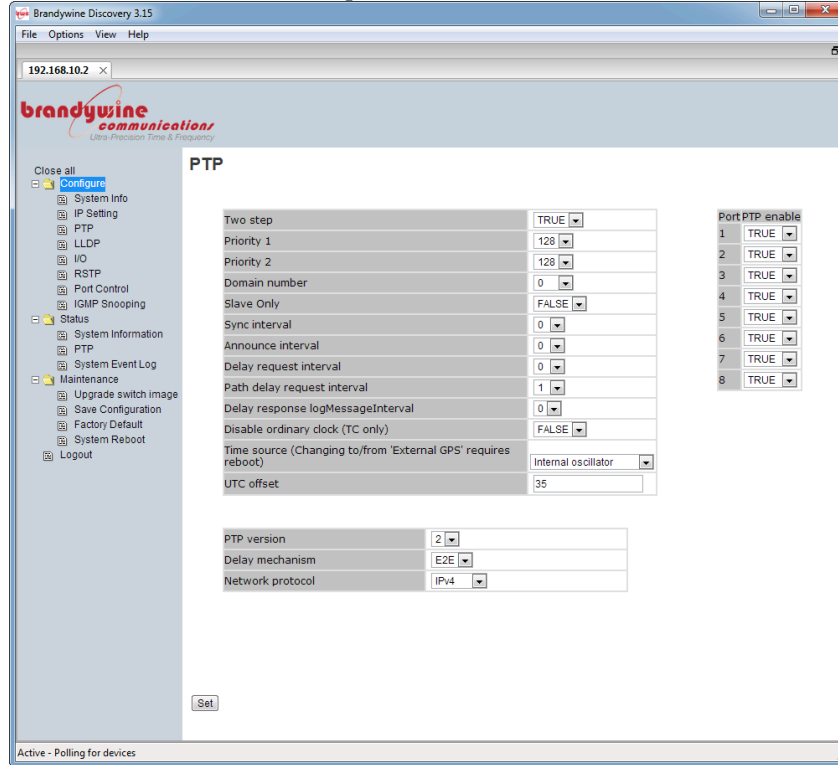 Brandywine Discovery 3.15
File Options View Help
192.168.10.2
brandywine
communications
Ultra-Precision Time & Frequency
Close all
Configure
System Info
IP Setting
PTP
LLDP
I/O
RSTP
Port Control
IGMP Snooping
Status
System Information
PTP
System Event Log
Maintenance
Upgrade switch image
Save Configuration
Factory Default
System Reboot
Logout
PTP
Two step TRUE
Priority 1 128
Priority 2 128
Domain number 0
Slave Only FALSE
Sync interval 0
Announce interval 0
Delay request interval 0
Path delay request interval 1
Delay response logMessageInterval 0
Disable ordinary clock (TC only) FALSE
Time source (Changing to/from 'External GPS' requires
reboot) Internal oscillator
UTC offset 35
Port PTP enable
1 TRUE
2 TRUE
3 TRUE
4 TRUE
5 TRUE
6 TRUE
7 TRUE
8 TRUE
PTP version 2
Delay mechanism E2E
Network protocol IPv4
Set
Active - Polling for devices